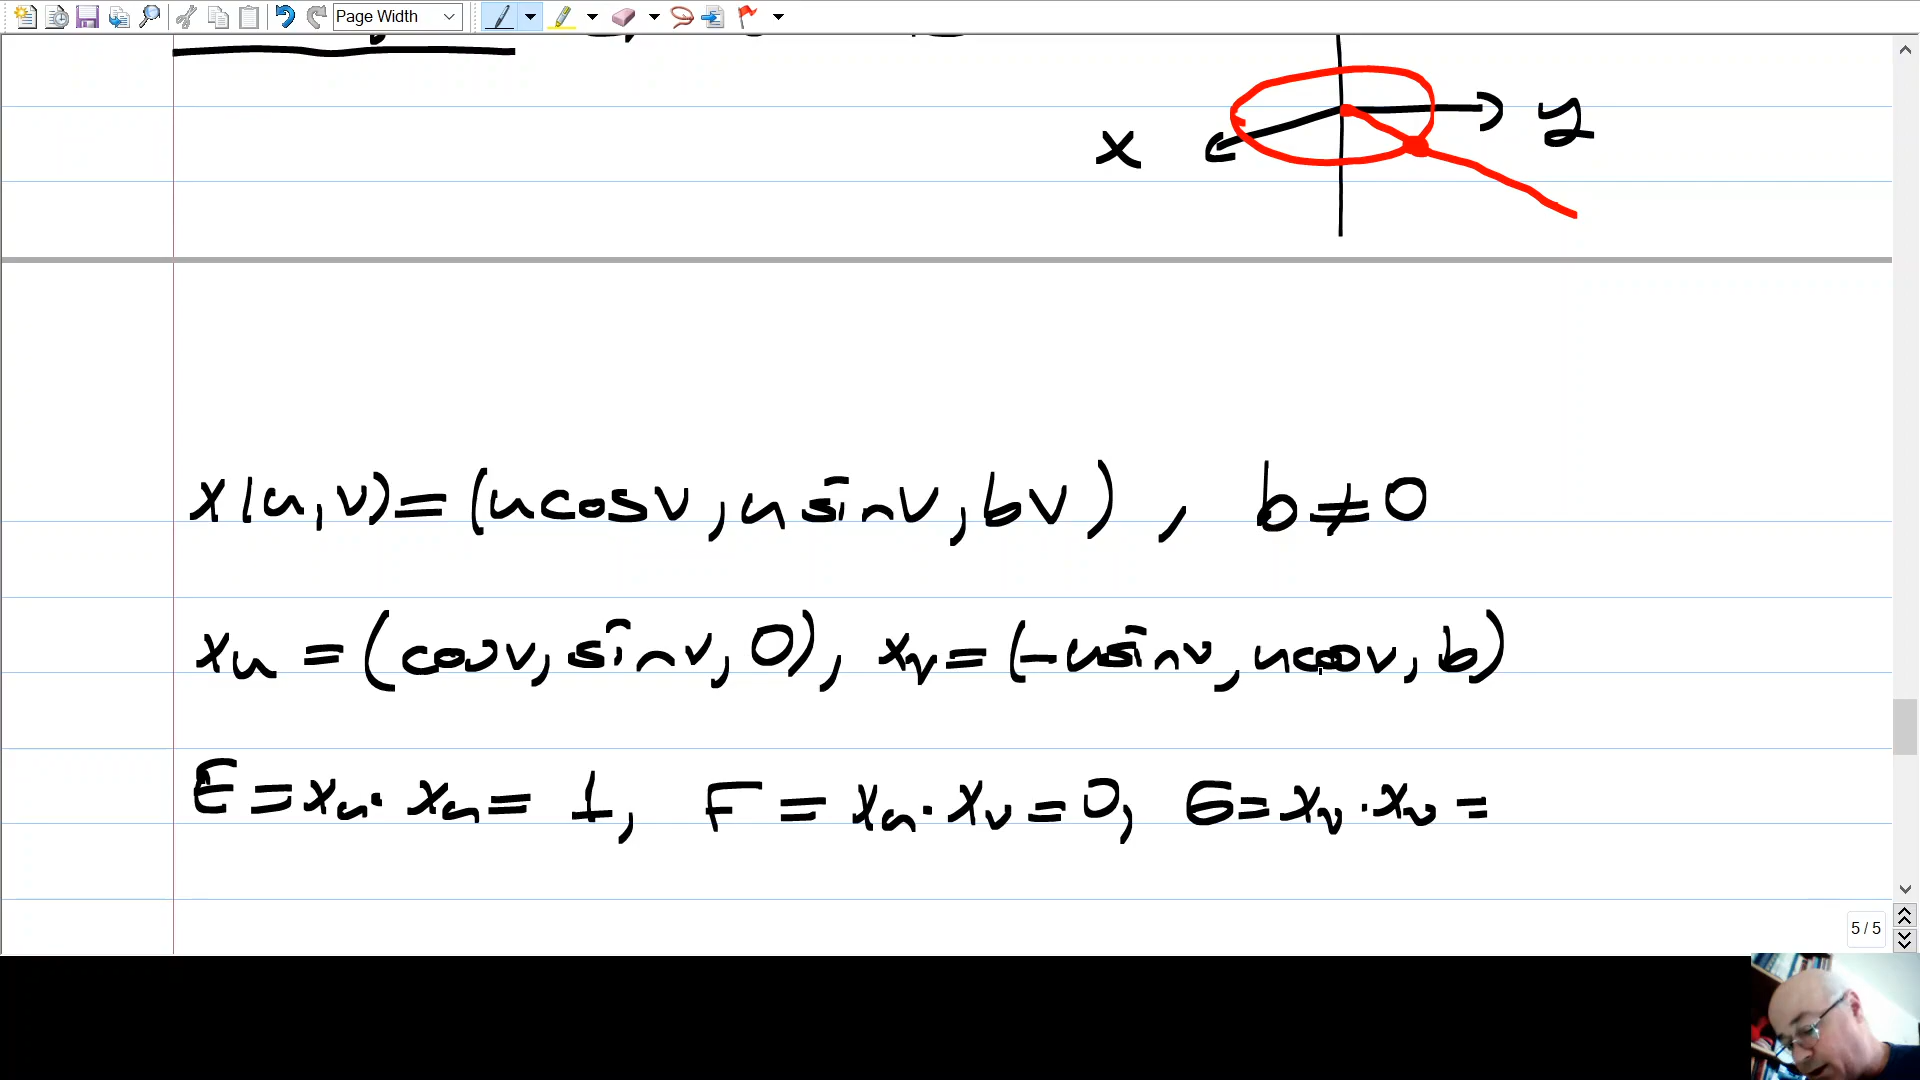 Page Width
x y
x(u,v)=(ucosv,usinv,bv), b≠0
xᵤ = (cosv, sinv, 0), xᵥ = (-usinv, ucosv, b)
E=xᵤ·xᵤ= 1, F = xᵤ·xᵥ=0, G=xᵥ·xᵥ=
5 / 5